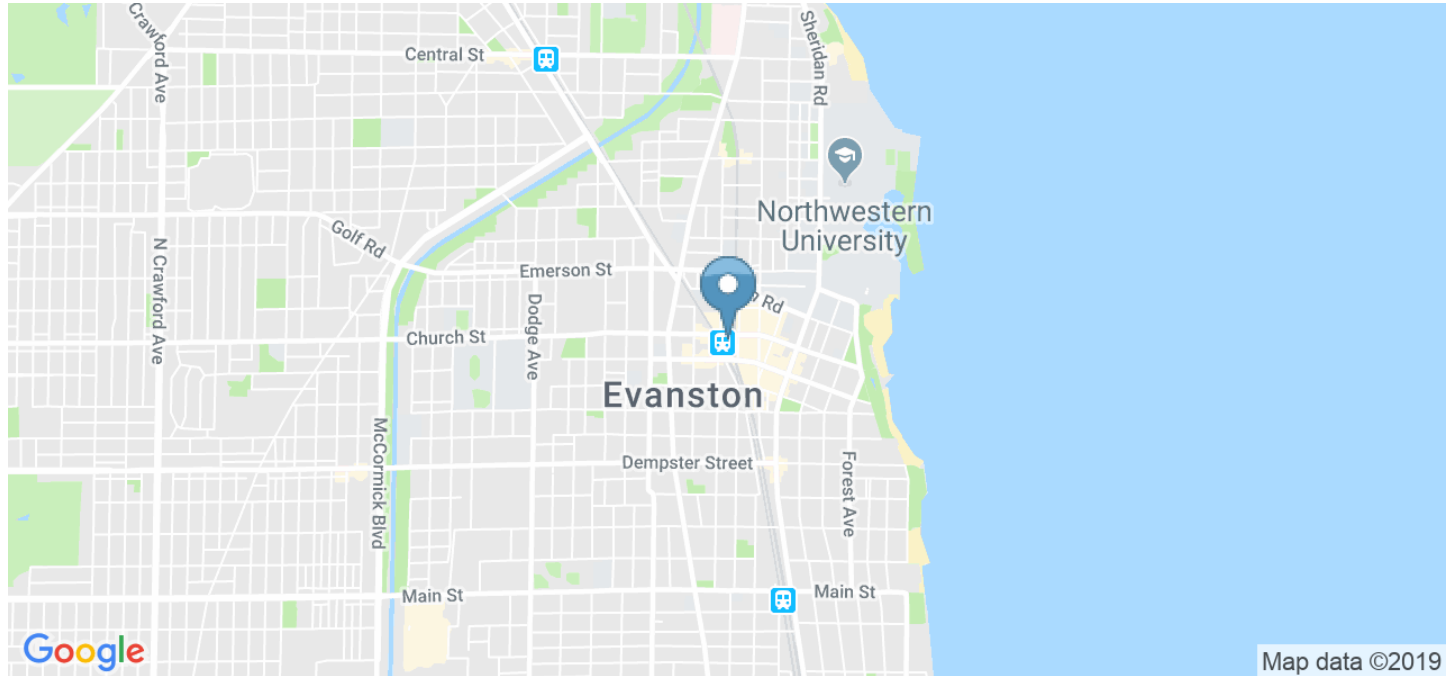 Crawford Ave
Central St
Sheridan Rd
Northwestern
University
Golf Rd
N Crawford Ave
Emerson St
Rd
Dodge Ave
Church St
Evanston
McCormick Blvd
Dempster Street
Forest Ave
Main St
Main St
Google
Map data ©2019